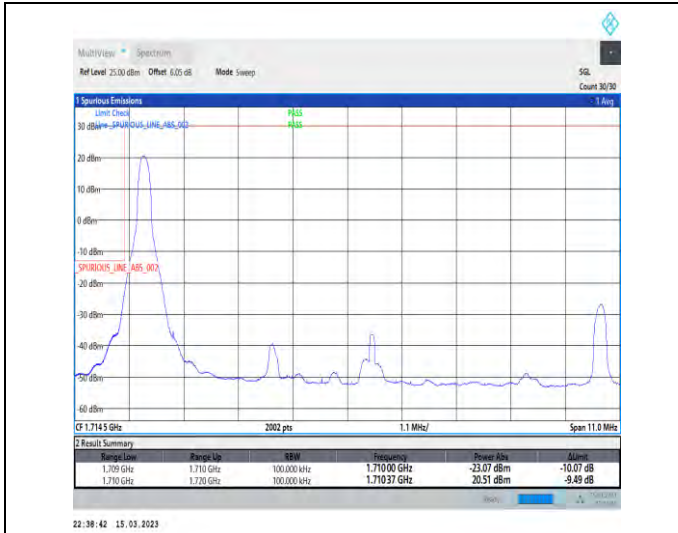 MultiView Spectrum
Ref Level 25.00 dBm Offset 6.05 dB Mode Sweep SGL
Count 30/30
1 Spurious Emissions 1 Avg
Limit Check PASS
Line _SPURIOUS_LINE_ABS_002 PASS
30 dBm
20 dBm
10 dBm
0 dBm
-10 dBm
_SPURIOUS_LINE_ABS_002
-20 dBm
-30 dBm
-40 dBm
-50 dBm
-60 dBm
CF 1.714 5 GHz 2002 pts 1.1 MHz/ Span 11.0 MHz
2 Result Summary
Range Low Range Up RBW Frequency Power Abs ΔLimit
1.709 GHz 1.710 GHz 100.000 kHz 1.71000 GHz -23.07 dBm -10.07 dB
1.710 GHz 1.720 GHz 100.000 kHz 1.71037 GHz 20.51 dBm -9.49 dB
22:38:42 15.03.2023